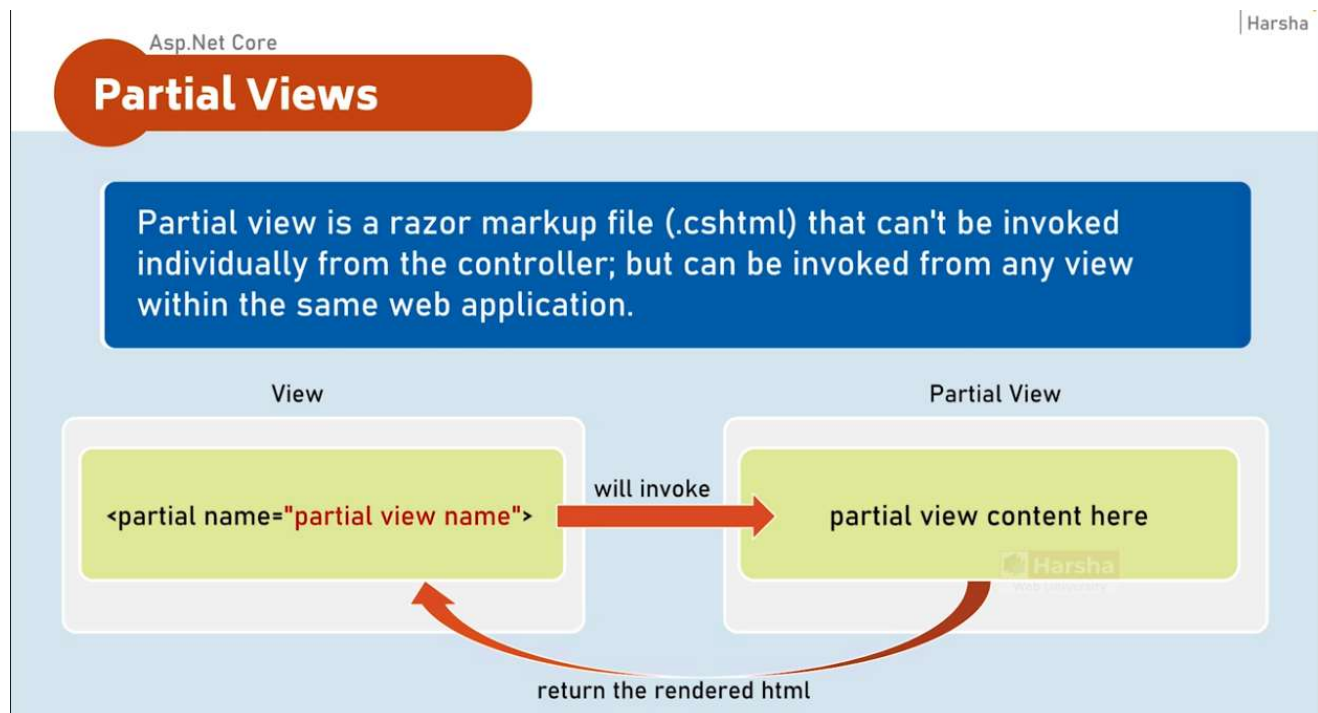 Harsha
Asp.Net Core
Partial Views
Partial view is a razor markup file (.cshtml) that can't be invoked
individually from the controller; but can be invoked from any view
within the same web application.
View
Partial View
<partial name="partial view name">
will invoke
partial view content here
Harsha
Web University
return the rendered html